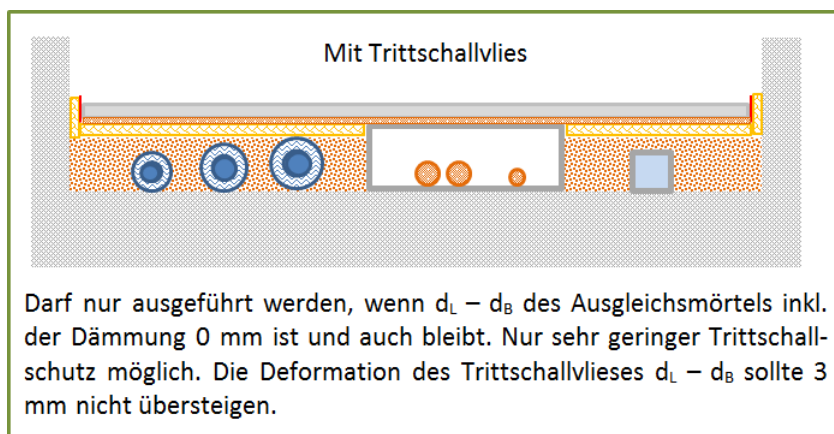 Mit Trittschallvlies
Darf nur ausgeführt werden, wenn dL – dB des Ausgleichsmörtels inkl.
der Dämmung 0 mm ist und auch bleibt. Nur sehr geringer Trittschall-
schutz möglich. Die Deformation des Trittschallvlieses dL – dB sollte 3
mm nicht übersteigen.